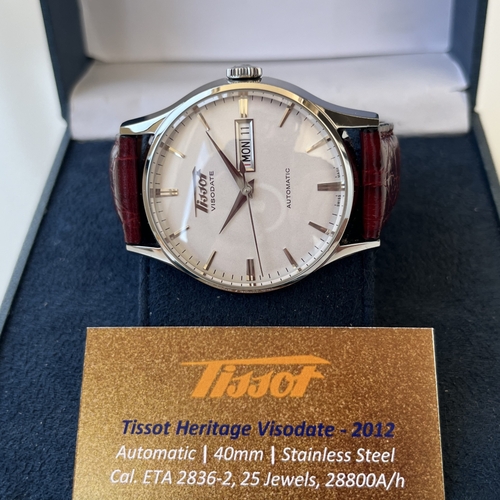 Tissot
VISODATE
MON 11
AUTOMATIC
Tissot
Tissot Heritage Visodate - 2012
Automatic | 40mm | Stainless Steel
Cal. ETA 2836-2, 25 Jewels, 28800A/h